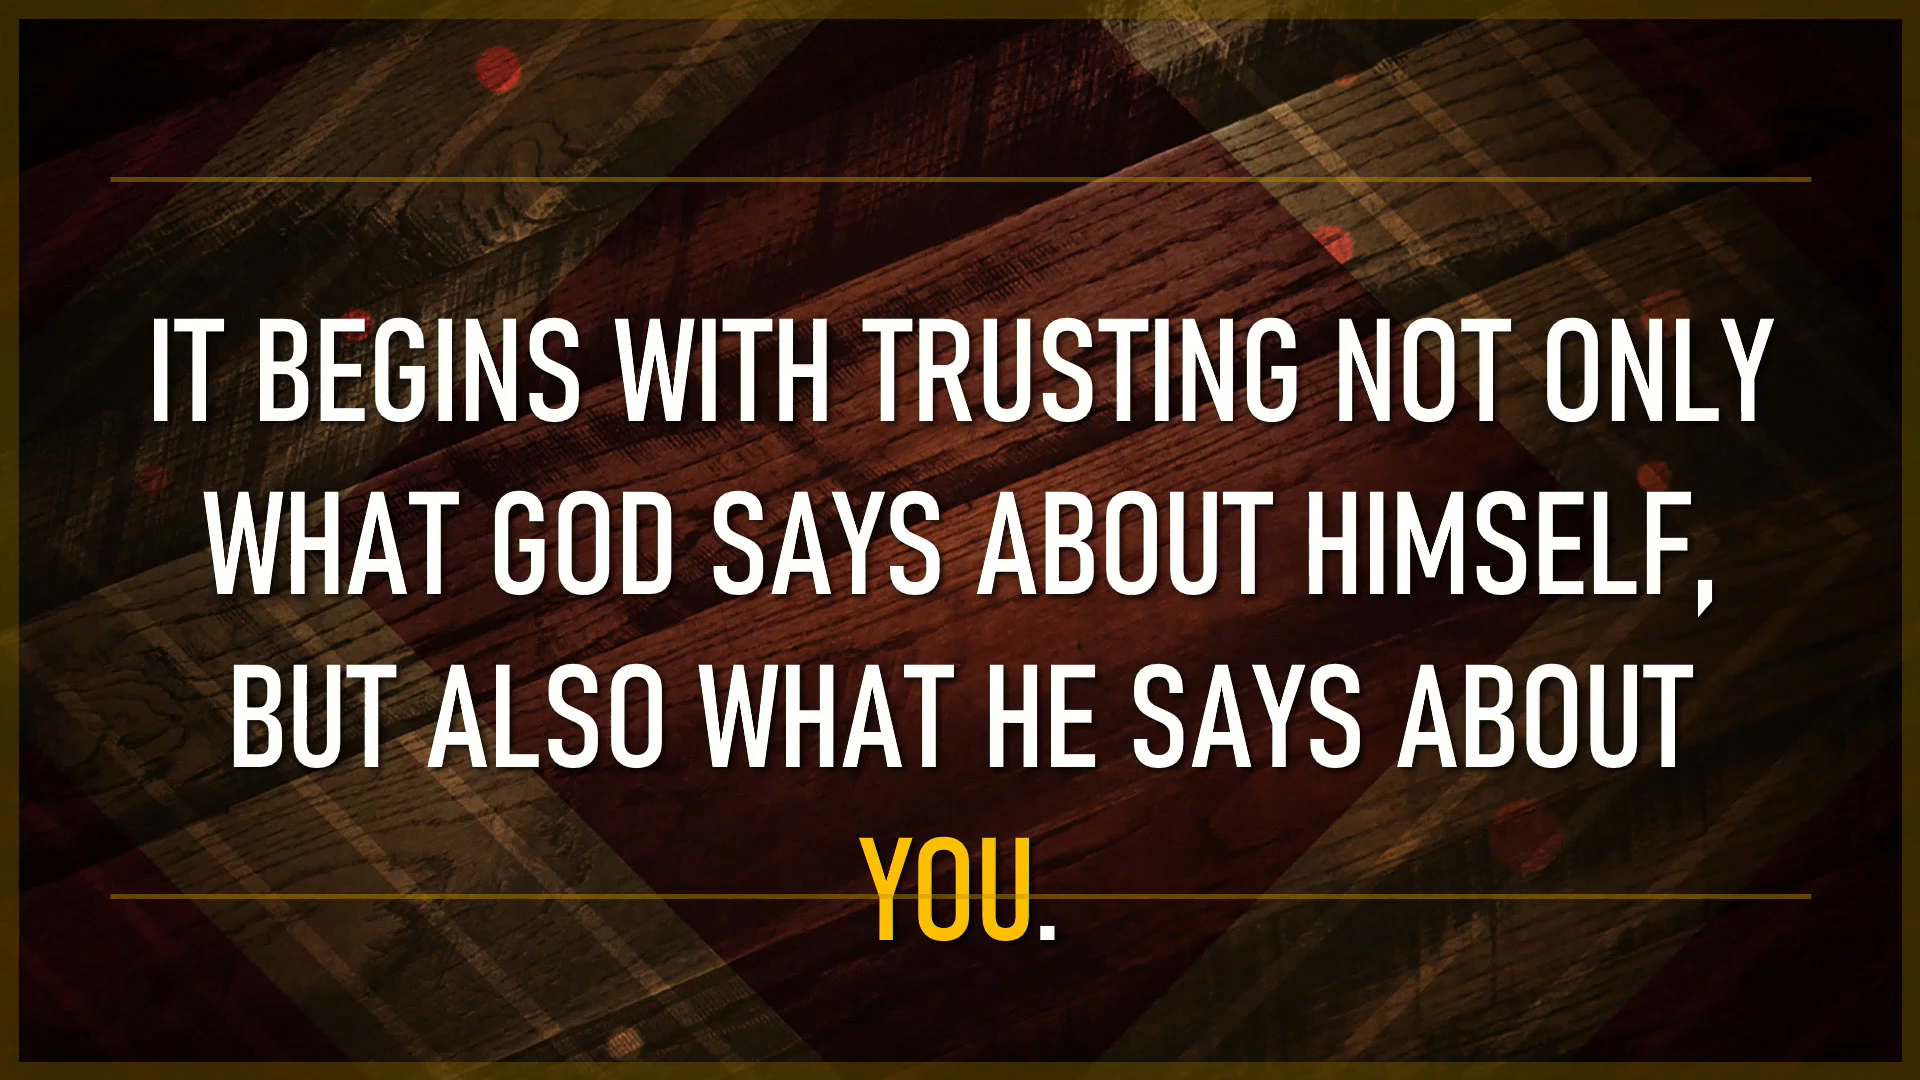 IT BEGINS WITH TRUSTING NOT ONLY
WHAT GOD SAYS ABOUT HIMSELF,
BUT ALSO WHAT HE SAYS ABOUT
YOU.